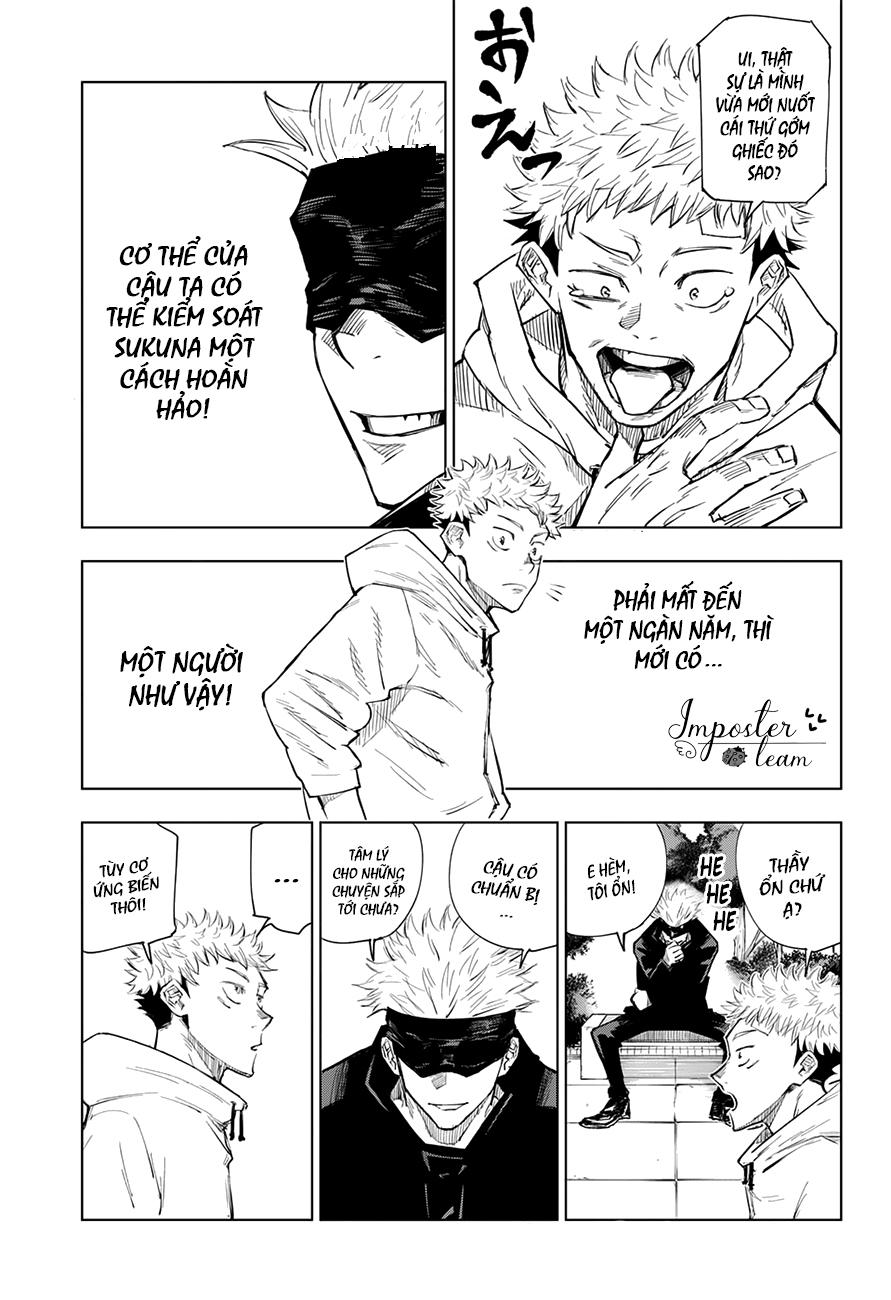 おえっ
UI, THẬT
SỰ LÀ MÌNH
VỪA MỚI NUỐT
CÁI THỨ GỚM
GHIẾC ĐÓ
SAO?
CƠ THỂ CỦA
CẬU TA CÓ
THỂ KIỂM SOÁT
SUKUNA MỘT
CÁCH HOÀN
HẢO!
PHẢI MẤT ĐẾN
MỘT NGÀN NĂM, THÌ
MỚI CÓ...
MỘT NGƯỜI
NHƯ VẬY!
Imposter
team
THẦY
ỔN CHỨ
Ạ?
HE
HE
HE
E HÈM,
TÔI ỔN!
CẬU CÓ
CHUẨN BỊ
...
TÂM LÝ
CHO NHỮNG
CHUYỆN SẮP
TỚI CHƯA?
...
TÙY CƠ
ỨNG BIẾN
THÔI!!